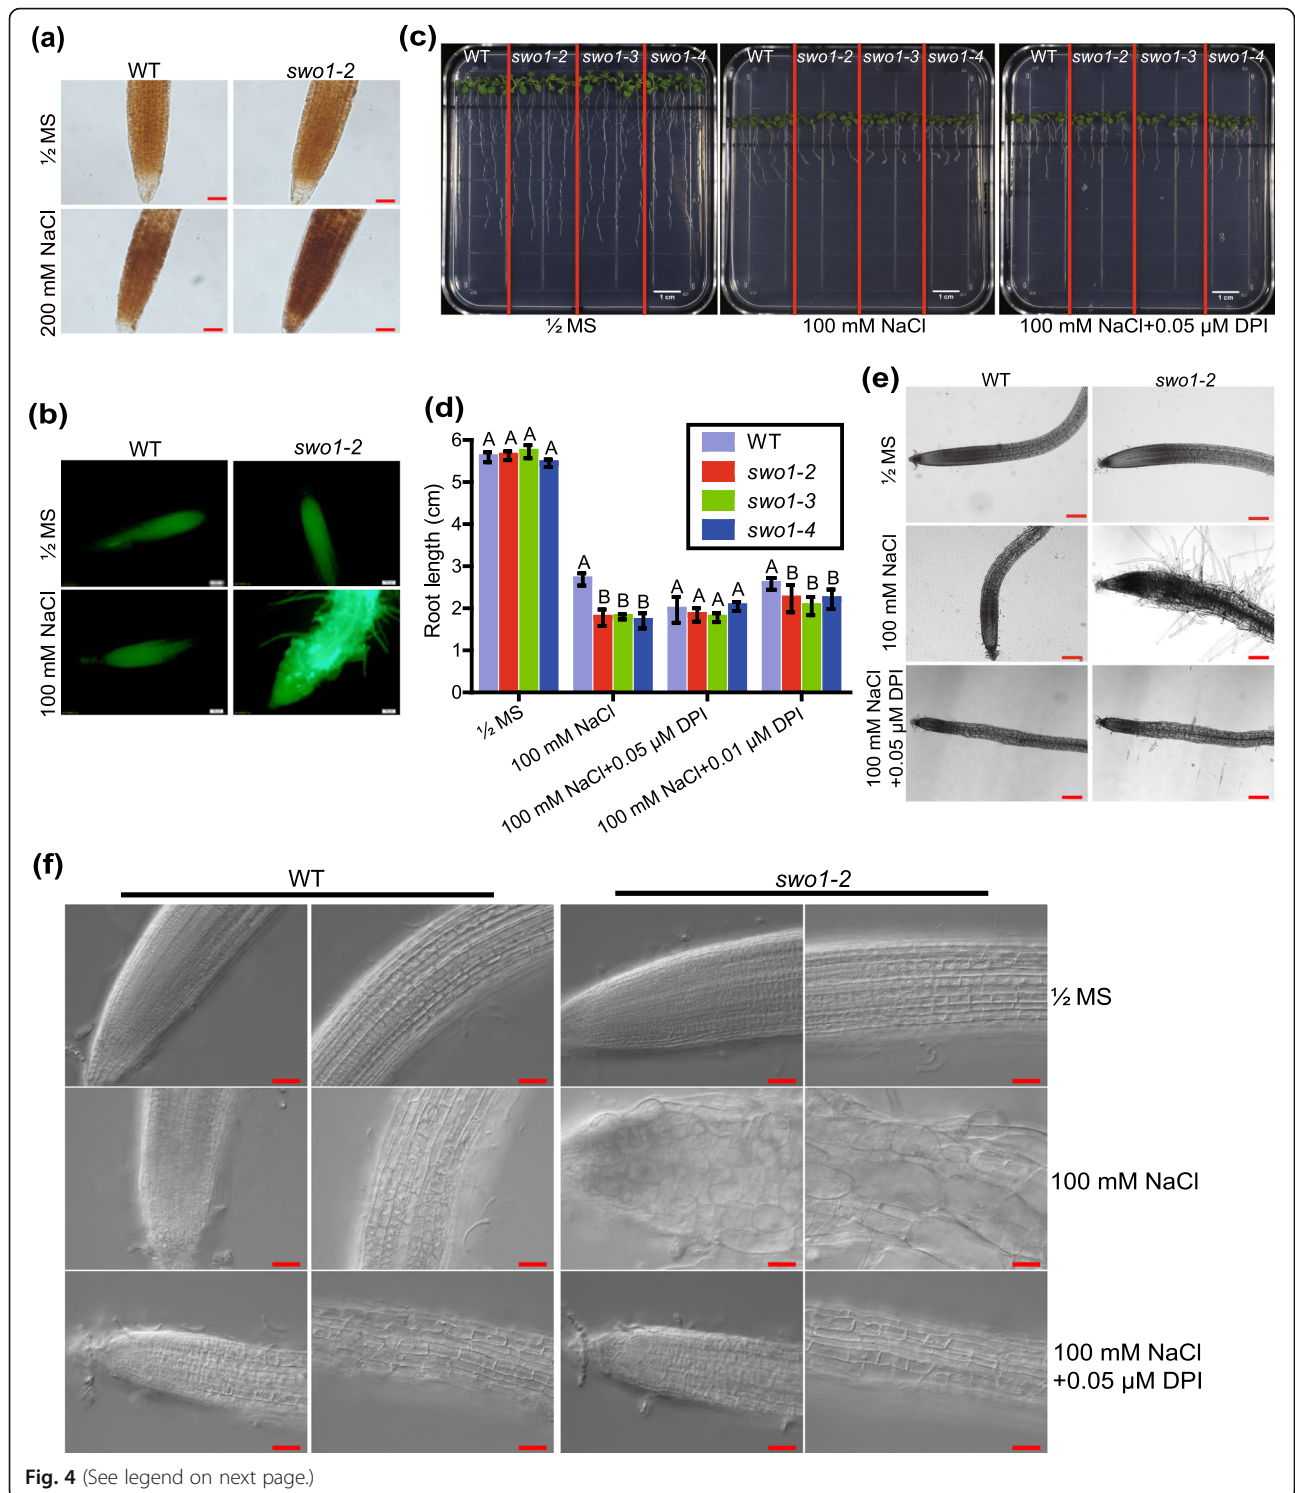 (a)
WT
swo1-2
½ MS
200 mM NaCl
(c)
WT swo1-2 swo1-3 swo1-4
WT swo1-2 swo1-3 swo1-4
WT swo1-2 swo1-3 swo1-4
1 cm
1 cm
1 cm
½ MS
100 mM NaCl
100 mM NaCl+0.05 µM DPI
(b)
WT
swo1-2
½ MS
100 mM NaCl
(d)
Root length (cm)
6
5
4
3
2
1
0
A A A A
A B B B
A A A A
A B B B
WT
swo1-2
swo1-3
swo1-4
½ MS
100 mM NaCl
100 mM NaCl+0.05 µM DPI
100 mM NaCl+0.01 µM DPI
(e)
WT
swo1-2
½ MS
100 mM NaCl
100 mM NaCl
+0.05 µM DPI
(f)
WT
swo1-2
½ MS
100 mM NaCl
100 mM NaCl
+0.05 µM DPI
Fig. 4 (See legend on next page.)